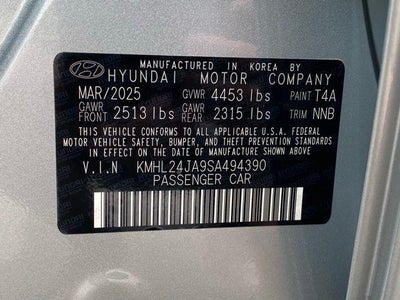 MANUFACTURED IN KOREA BY
HYUNDAI MOTOR COMPANY
MAR/2025 GVWR 4453 lbs PAINT T4A
GAWR FRONT 2513 lbs GAWR REAR 2315 lbs TRIM NNB
THIS VEHICLE CONFORMS TO ALL APPLICABLE U.S.A. FEDERAL
MOTOR VEHICLE SAFETY, BUMPER, AND THEFT
PREVENTION STANDARDS IN EFFECT ON
THE DATE OF MANUFACTURE SHOWN ABOVE.
V.I.N KMHL24JA9SA494390
PASSENGER CAR